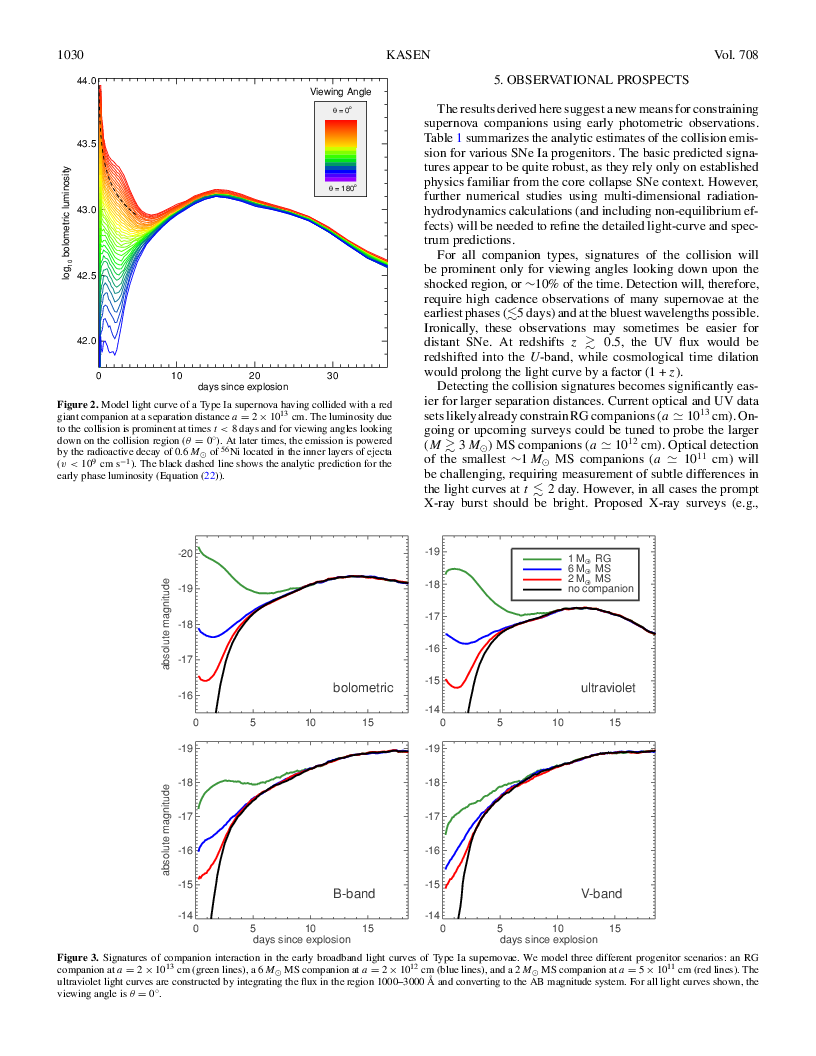 1030
KASEN
Vol. 708
44.0
43.5
43.0
42.5
42.0
0
10
20
30
log10 bolometric luminosity
days since explosion
Viewing Angle
θ = 0°
θ = 180°
Figure 2. Model light curve of a Type Ia supernova having collided with a red
giant companion at a separation distance a = 2 × 10¹³ cm. The luminosity due
to the collision is prominent at times t < 8 days and for viewing angles looking
down on the collision region (θ = 0°). At later times, the emission is powered
by the radioactive decay of 0.6 M⊙ of ⁵⁶Ni located in the inner layers of ejecta
(v < 10⁹ cm s⁻¹). The black dashed line shows the analytic prediction for the
early phase luminosity (Equation (22)).
5. OBSERVATIONAL PROSPECTS
The results derived here suggest a new means for constraining
supernova companions using early photometric observations.
Table 1 summarizes the analytic estimates of the collision emis-
sion for various SNe Ia progenitors. The basic predicted signa-
tures appear to be quite robust, as they rely only on established
physics familiar from the core collapse SNe context. However,
further numerical studies using multi-dimensional radiation-
hydrodynamics calculations (and including non-equilibrium ef-
fects) will be needed to refine the detailed light-curve and spec-
trum predictions.
For all companion types, signatures of the collision will
be prominent only for viewing angles looking down upon the
shocked region, or ∼10% of the time. Detection will, therefore,
require high cadence observations of many supernovae at the
earliest phases (≲5 days) and at the bluest wavelengths possible.
Ironically, these observations may sometimes be easier for
distant SNe. At redshifts z ≳ 0.5, the UV flux would be
redshifted into the U-band, while cosmological time dilation
would prolong the light curve by a factor (1 + z).
Detecting the collision signatures becomes significantly eas-
ier for larger separation distances. Current optical and UV data
sets likely already constrain RG companions (a ≃ 10¹³ cm). On-
going or upcoming surveys could be tuned to probe the larger
(M ≳ 3 M⊙) MS companions (a ≃ 10¹² cm). Optical detection
of the smallest ∼1 M⊙ MS companions (a ≃ 10¹¹ cm) will
be challenging, requiring measurement of subtle differences in
the light curves at t ≲ 2 day. However, in all cases the prompt
X-ray burst should be bright. Proposed X-ray surveys (e.g.,
absolute magnitude
-20
-19
-18
-17
-16
0
5
10
15
bolometric
-19
-18
-17
-16
-15
-14
0
5
10
15
1 M⊙ RG
6 M⊙ MS
2 M⊙ MS
no companion
ultraviolet
absolute magnitude
-19
-18
-17
-16
-15
-14
0
5
10
15
days since explosion
B-band
-19
-18
-17
-16
-15
-14
0
5
10
15
days since explosion
V-band
Figure 3. Signatures of companion interaction in the early broadband light curves of Type Ia supernovae. We model three different progenitor scenarios: an RG
companion at a = 2 × 10¹³ cm (green lines), a 6 M⊙ MS companion at a = 2 × 10¹² cm (blue lines), and a 2 M⊙ MS companion at a = 5 × 10¹¹ cm (red lines). The
ultraviolet light curves are constructed by integrating the flux in the region 1000–3000 Å and converting to the AB magnitude system. For all light curves shown, the
viewing angle is θ = 0°.